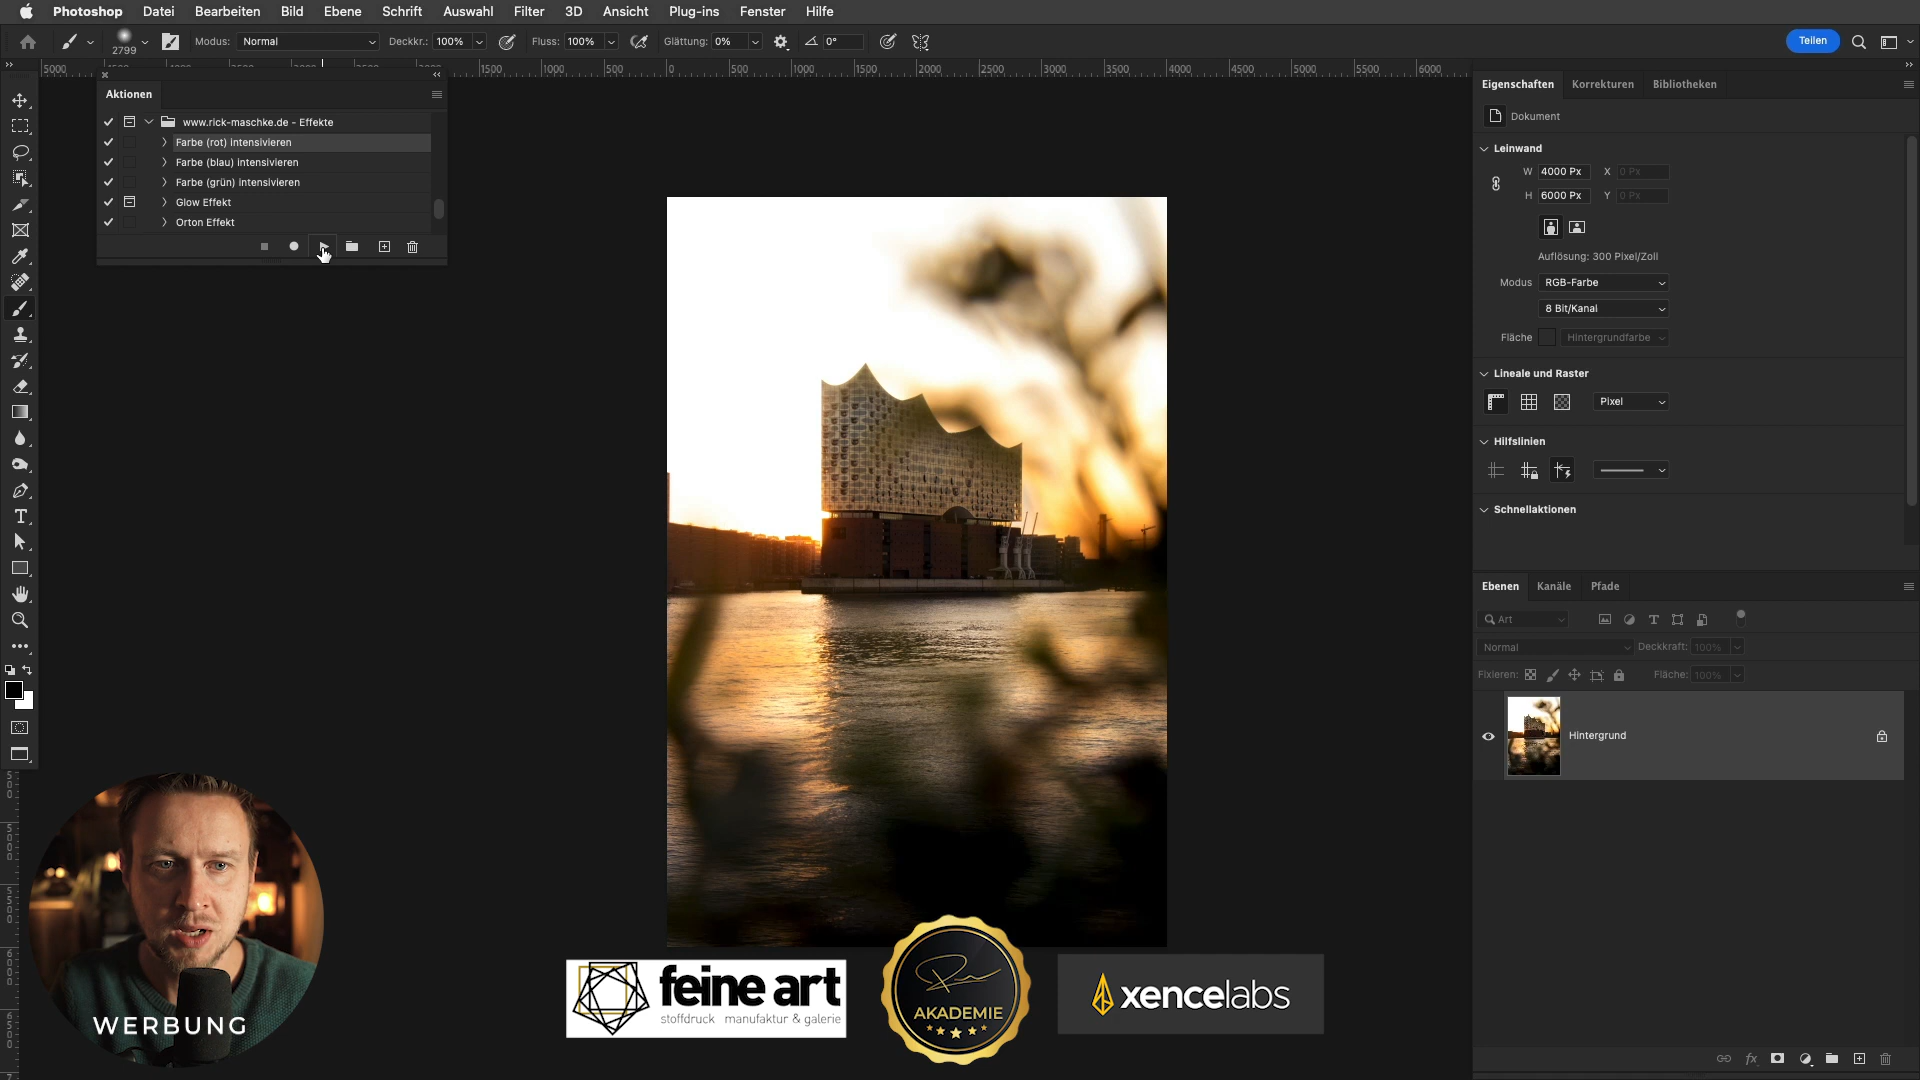 Photoshop Datei Bearbeiten Bild Ebene Schrift Auswahl Filter 3D Ansicht Plug-ins Fenster Hilfe
2799 Modus: Normal Deckkr.: 100% Fluss: 100% Glättung: 0% 0° Teilen
Aktionen
www.rick-maschke.de - Effekte
Farbe (rot) intensivieren
Farbe (blau) intensivieren
Farbe (grün) intensivieren
Glow Effekt
Orton Effekt
Eigenschaften Korrekturen Bibliotheken
Dokument
Leinwand
W 4000 Px X 0 Px
H 6000 Px Y 0 Px
Auflösung: 300 Pixel/Zoll
Modus RGB-Farbe
8 Bit/Kanal
Fläche Hintergrundfarbe
Lineale und Raster
Pixel
Hilfslinien
Schnellaktionen
Ebenen Kanäle Pfade
Art
Normal Deckkraft: 100%
Fixieren: Fläche: 100%
Hintergrund
WERBUNG
feine art
stoffdruck manufaktur & galerie
AKADEMIE
xencelabs